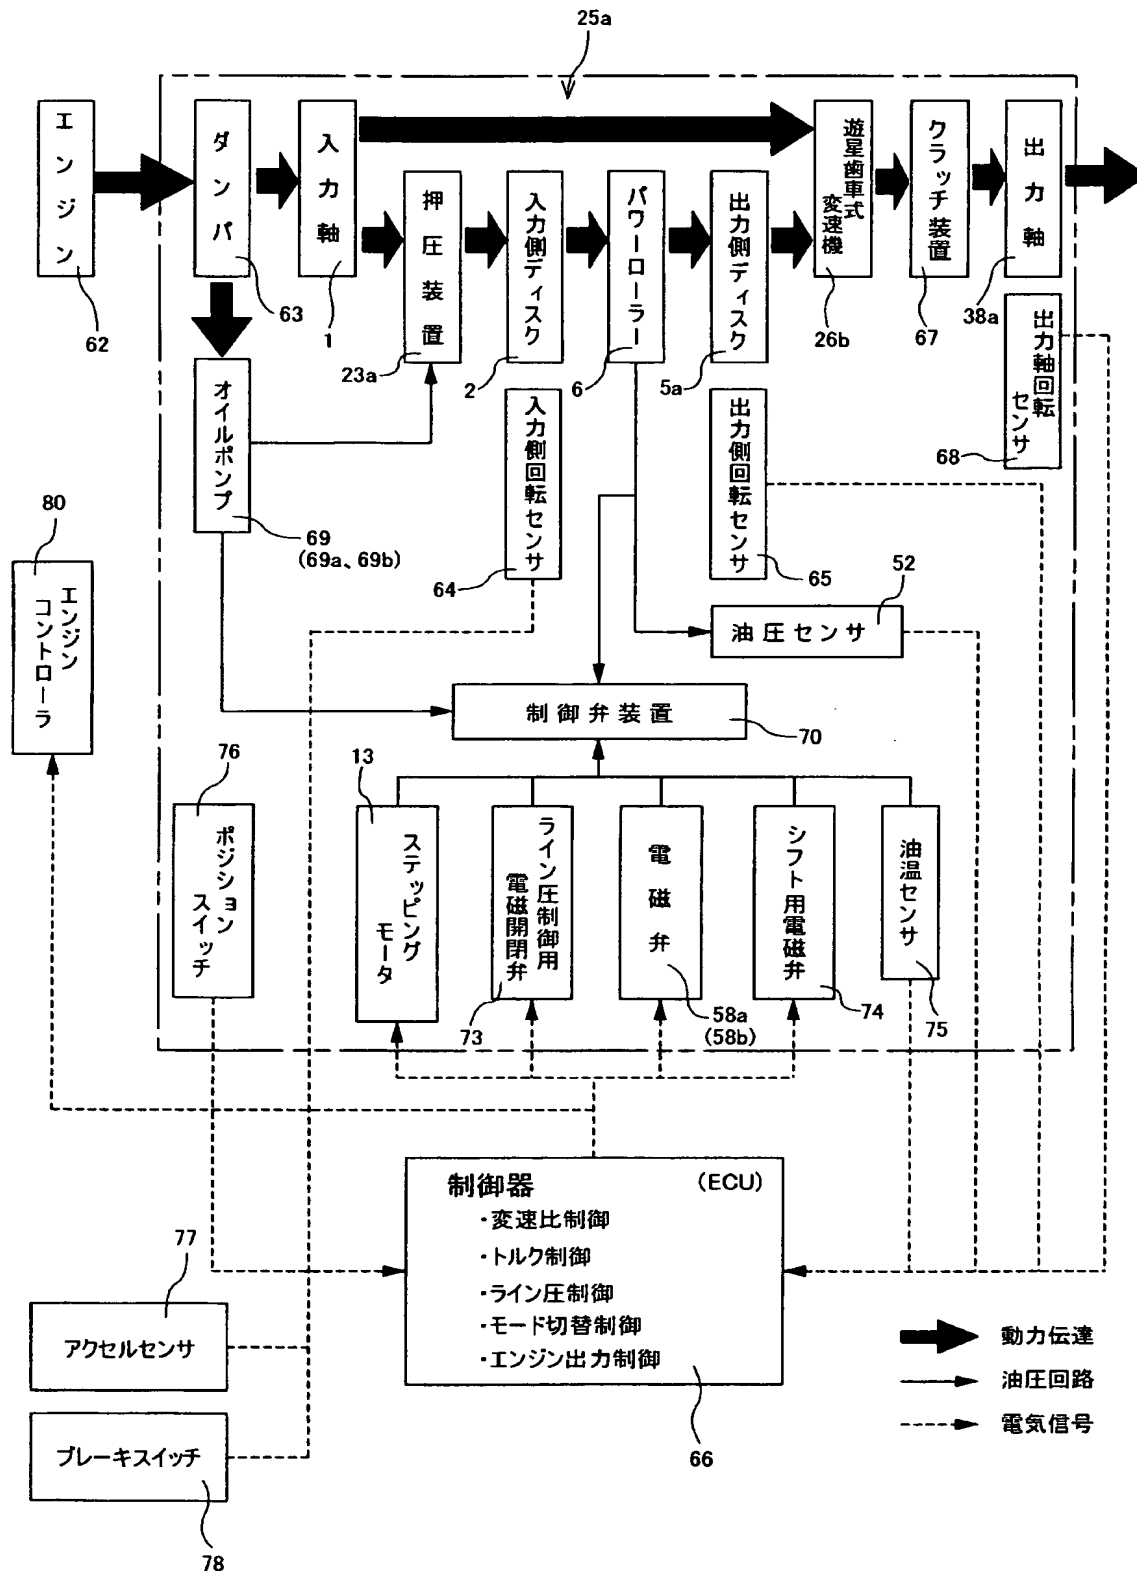 25a
エンジン
62
ダンパ
63
入力軸
1
押圧装置
23a
入力側ディスク
2
パワーローラー
6
出力側ディスク
5a
遊星歯車式
変速機
26b
クラッチ装置
67
出力軸
38a
出力軸回転
センサ
68
オイルポンプ
69
(69a、69b)
入力側回転センサ
64
出力側回転センサ
65
油圧センサ
52
80
エンジン
コントローラ
制御弁装置
70
76
ポジション
スイッチ
13
ステッピング
モータ
ライン圧制御用
電磁開閉弁
73
電磁弁
58a
(58b)
シフト用電磁弁
74
油温センサ
75
制御器 (ECU)
・変速比制御
・トルク制御
・ライン圧制御
・モード切替制御
・エンジン出力制御
66
77
アクセルセンサ
ブレーキスイッチ
78
動力伝達
油圧回路
電気信号